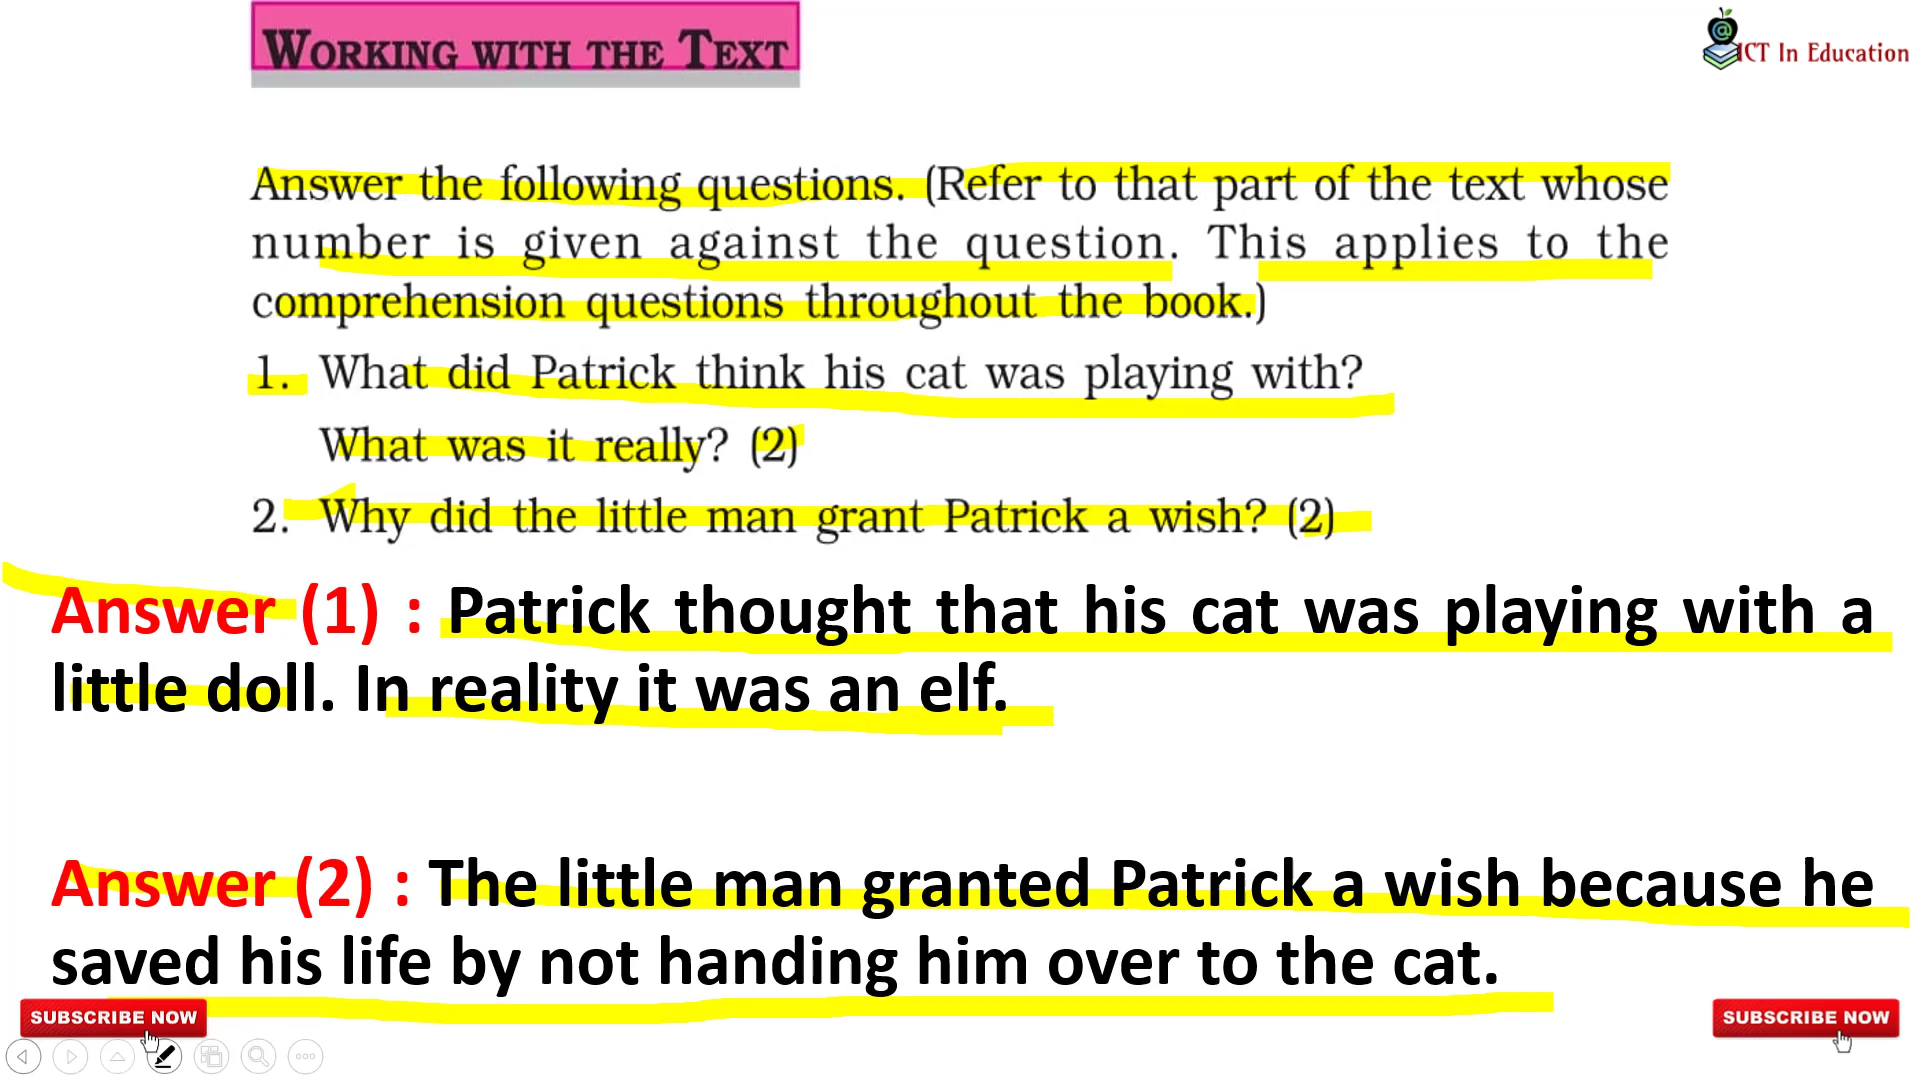 WORKING WITH THE TEXT
ICT In Education
Answer the following questions. (Refer to that part of the text whose
number is given against the question. This applies to the
comprehension questions throughout the book.)
1. What did Patrick think his cat was playing with?
What was it really? (2)
2. Why did the little man grant Patrick a wish? (2)
Answer (1) : Patrick thought that his cat was playing with a
little doll. In reality it was an elf.
Answer (2) : The little man granted Patrick a wish because he
saved his life by not handing him over to the cat.
SUBSCRIBE NOW
SUBSCRIBE NOW